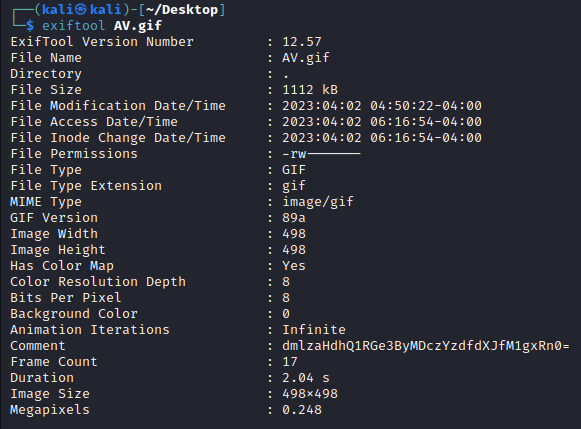 ┌──(kali㉿kali)-[~/Desktop]
└─$ exiftool AV.gif
ExifTool Version Number         : 12.57
File Name                       : AV.gif
Directory                       : .
File Size                       : 1112 kB
File Modification Date/Time     : 2023:04:02 04:50:22-04:00
File Access Date/Time           : 2023:04:02 06:16:54-04:00
File Inode Change Date/Time     : 2023:04:02 06:16:54-04:00
File Permissions                : -rw-------
File Type                       : GIF
File Type Extension             : gif
MIME Type                       : image/gif
GIF Version                     : 89a
Image Width                     : 498
Image Height                    : 498
Has Color Map                   : Yes
Color Resolution Depth          : 8
Bits Per Pixel                  : 8
Background Color                : 0
Animation Iterations            : Infinite
Comment                         : dmlzaHdhQ1RGe3ByMDczYzdfdXJfM1gxRn0=
Frame Count                     : 17
Duration                        : 2.04 s
Image Size                      : 498×498
Megapixels                      : 0.248